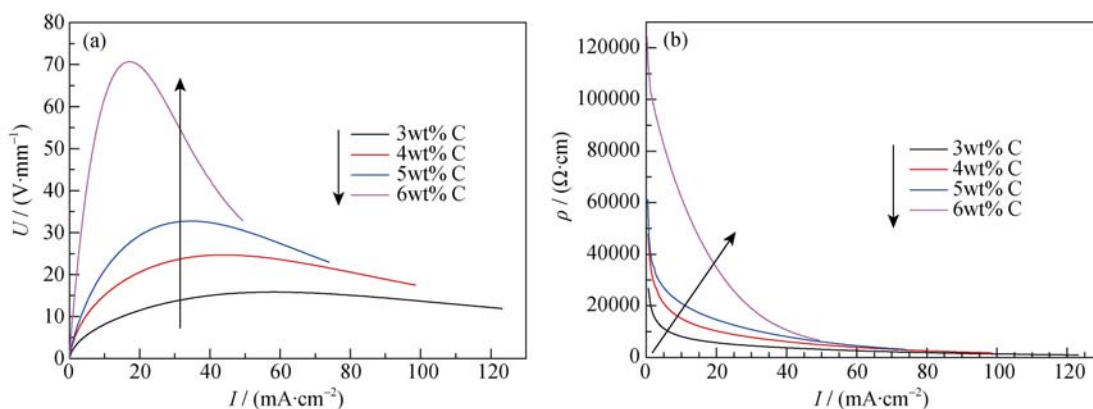 (a)
80
70
60
50
40
30
20
10
0
U / (V·mm⁻¹)
3wt% C
4wt% C
5wt% C
6wt% C
0 20 40 60 80 100 120
I / (mA·cm⁻²)
(b)
120000
100000
80000
60000
40000
20000
0
ρ / (Ω·cm)
3wt% C
4wt% C
5wt% C
6wt% C
0 20 40 60 80 100 120
I / (mA·cm⁻²)